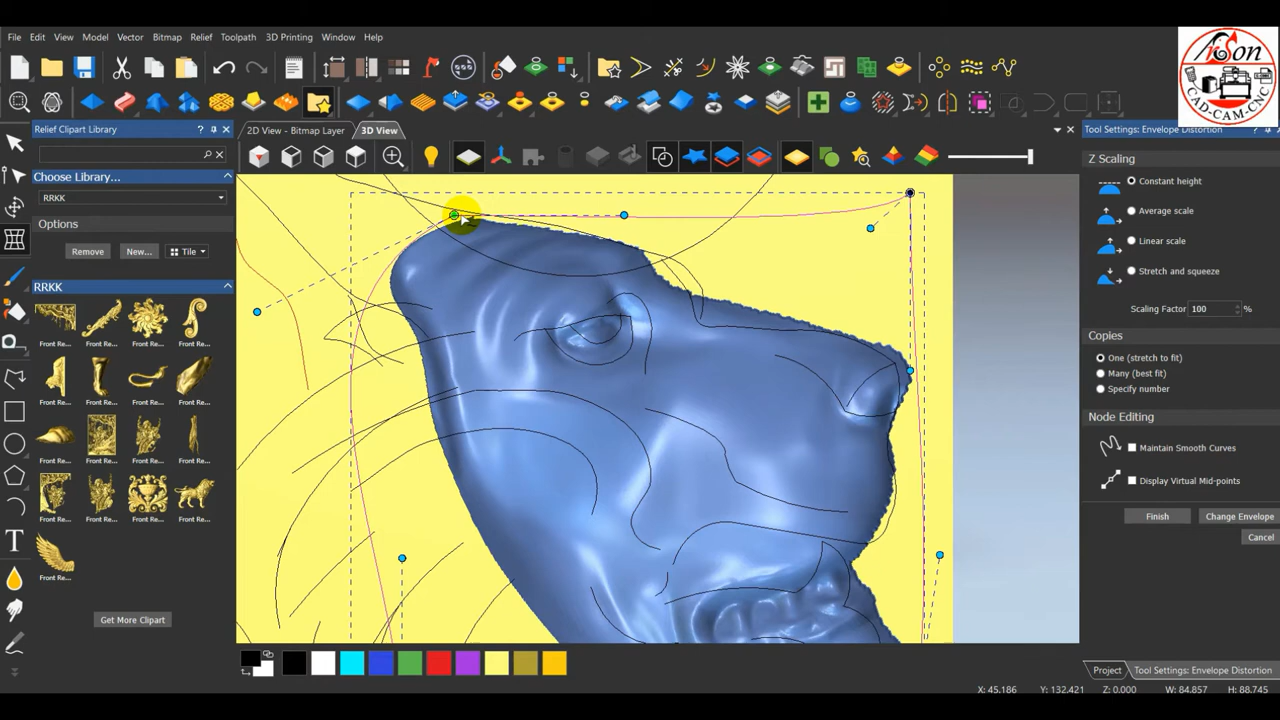 File Edit View Model Vector Bitmap Relief Toolpath 3D Printing Window Help
CAD-CAM-CNC
Relief Clipart Library
2D View - Bitmap Layer
3D View
Tool Settings: Envelope Distortion
Choose Library...
RRKK
Options
Remove
New...
Tile
RRKK
Front Re... Front Re... Front Re... Front Re...
Front Re... Front Re... Front Re... Front Re...
Front Re... Front Re... Front Re... Front Re...
Front Re... Front Re... Front Re... Front Re...
Front Re...
Get More Clipart
Z Scaling
Constant height
Average scale
Linear scale
Stretch and squeeze
Scaling Factor 100 %
Copies
One (stretch to fit)
Many (best fit)
Specify number
Node Editing
Maintain Smooth Curves
Display Virtual Mid-points
Finish
Change Envelope
Cancel
Project
Tool Settings: Envelope Distortion
X: 45.186 Y: 132.421 Z: 0.000 W: 84.857 H: 88.745